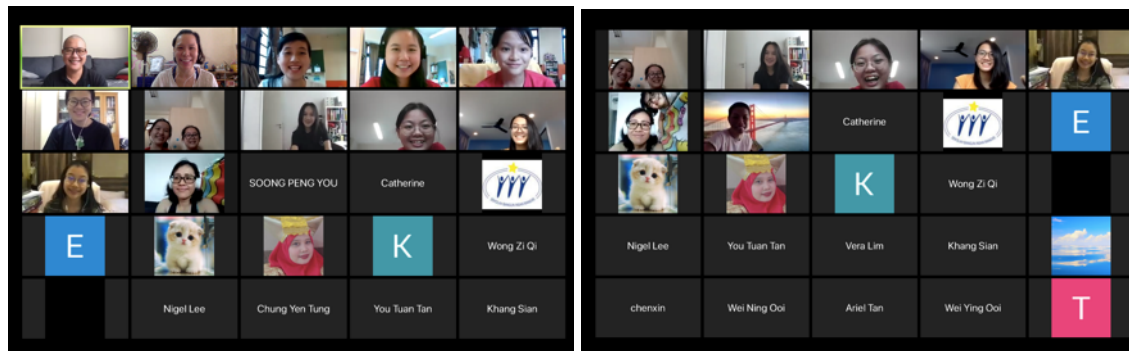 SOONG PENG YOU
Catherine
E
K
Wong Zi Qi
Nigel Lee
Chung Yen Tung
You Tuan Tan
Khang Sian
Catherine
E
K
Wong Zi Qi
Nigel Lee
You Tuan Tan
Vera Lim
Khang Sian
chenxin
Wei Ning Ooi
Ariel Tan
Wei Ying Ooi
T